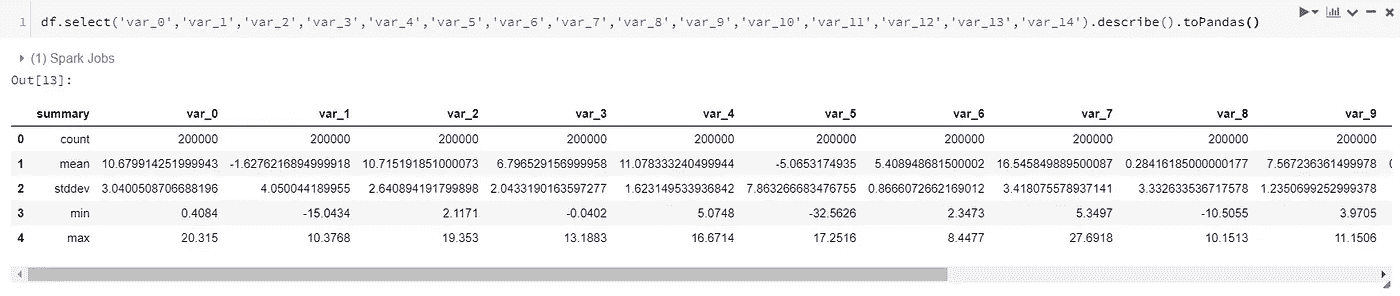 1 df.select('var_0','var_1','var_2','var_3','var_4','var_5','var_6','var_7','var_8','var_9','var_10','var_11','var_12','var_13','var_14').describe().toPandas()
(1) Spark Jobs
Out[13]:
summary var_0 var_1 var_2 var_3 var_4 var_5 var_6 var_7 var_8 var_9
0 count 200000 200000 200000 200000 200000 200000 200000 200000 200000 200000
1 mean 10.679914251999943 -1.6276216894999918 10.715191851000073 6.796529156999958 11.078333240499944 -5.0653174935 5.408948681500002 16.545849889500087 0.28416185000000177 7.567236361499978
2 stddev 3.0400508706688196 4.050044189955 2.640894191799898 2.0433190163597277 1.623149533936842 7.863266683476755 0.8666072662169012 3.418075578937141 3.332633536717578 1.2350699252999378
3 min 0.4084 -15.0434 2.1171 -0.0402 5.0748 -32.5626 2.3473 5.3497 -10.5055 3.9705
4 max 20.315 10.3768 19.353 13.1883 16.6714 17.2516 8.4477 27.6918 10.1513 11.1506